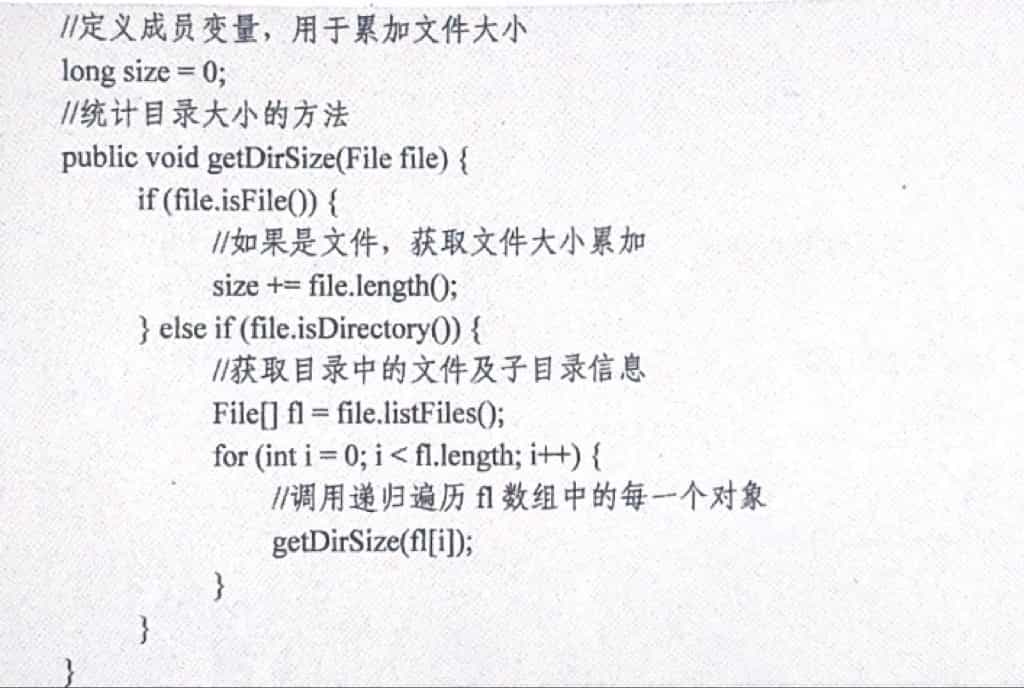 //定义成员变量，用于累加文件大小
long size = 0;
//统计目录大小的方法
public void getDirSize(File file) {
if (file.isFile()) {
//如果是文件，获取文件大小累加
size += file.length();
} else if (file.isDirectory()) {
//获取目录中的文件及子目录信息
File[] fl = file.listFiles();
for (int i = 0; i < fl.length; i++) {
//调用递归遍历 fl 数组中的每一个对象
getDirSize(fl[i]);
}
}
}